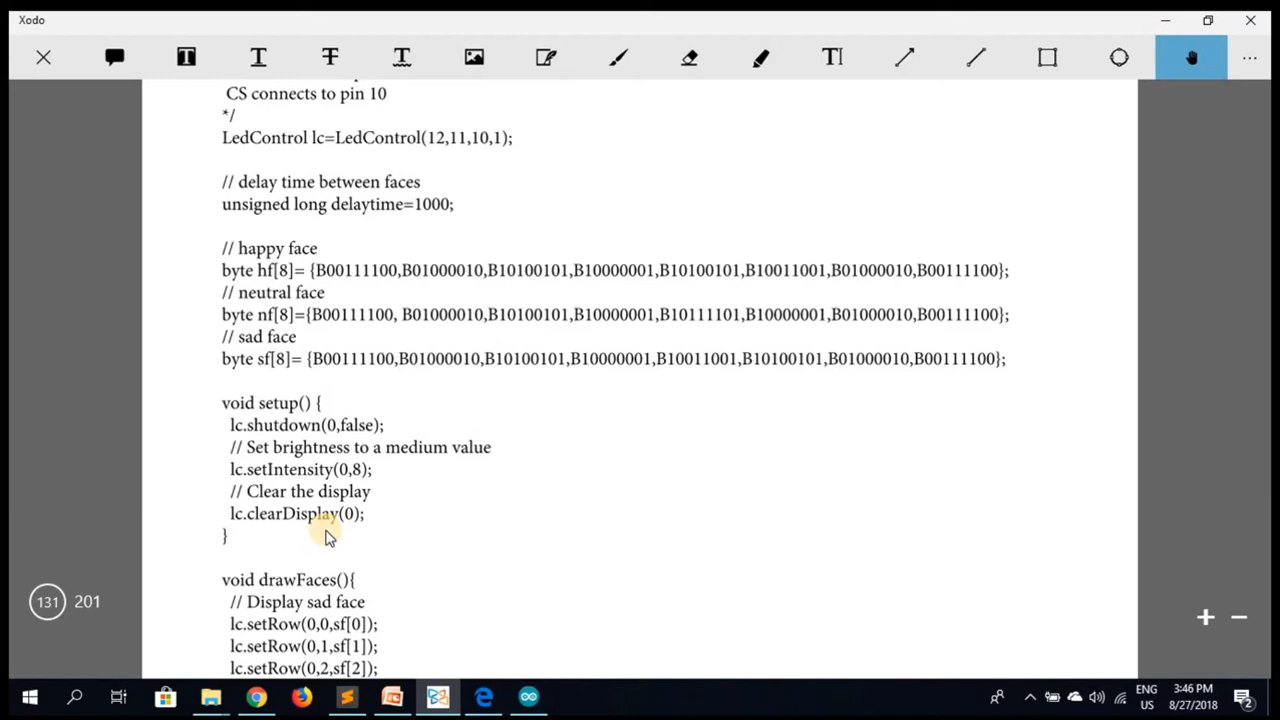 Xodo
CS connects to pin 10
*/
LedControl lc=LedControl(12,11,10,1);
// delay time between faces
unsigned long delaytime=1000;
// happy face
byte hf[8]= {B00111100,B01000010,B10100101,B10000001,B10100101,B10011001,B01000010,B00111100};
// neutral face
byte nf[8]={B00111100, B01000010,B10100101,B10000001,B10111101,B10000001,B01000010,B00111100};
// sad face
byte sf[8]= {B00111100,B01000010,B10100101,B10000001,B10011001,B10100101,B01000010,B00111100};
void setup() {
lc.shutdown(0,false);
// Set brightness to a medium value
lc.setIntensity(0,8);
// Clear the display
lc.clearDisplay(0);
}
void drawFaces(){
// Display sad face
lc.setRow(0,0,sf[0]);
lc.setRow(0,1,sf[1]);
lc.setRow(0,2,sf[2]);
131 201
ENG
US
3:46 PM
8/27/2018
2